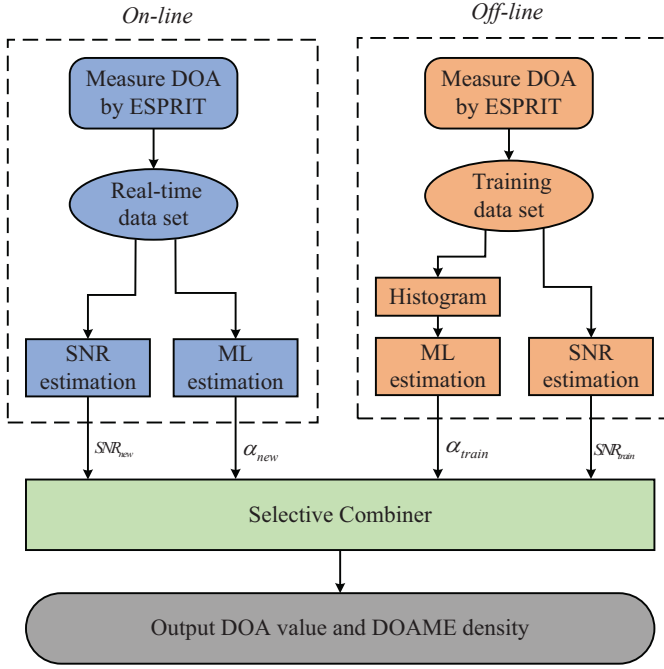 On-line
Measure DOA
by ESPRIT
Real-time
data set
SNR
estimation
ML
estimation
SNR_new
α_new
Off-line
Measure DOA
by ESPRIT
Training
data set
Histogram
ML
estimation
SNR
estimation
α_train
SNR_train
Selective Combiner
Output DOA value and DOAME density